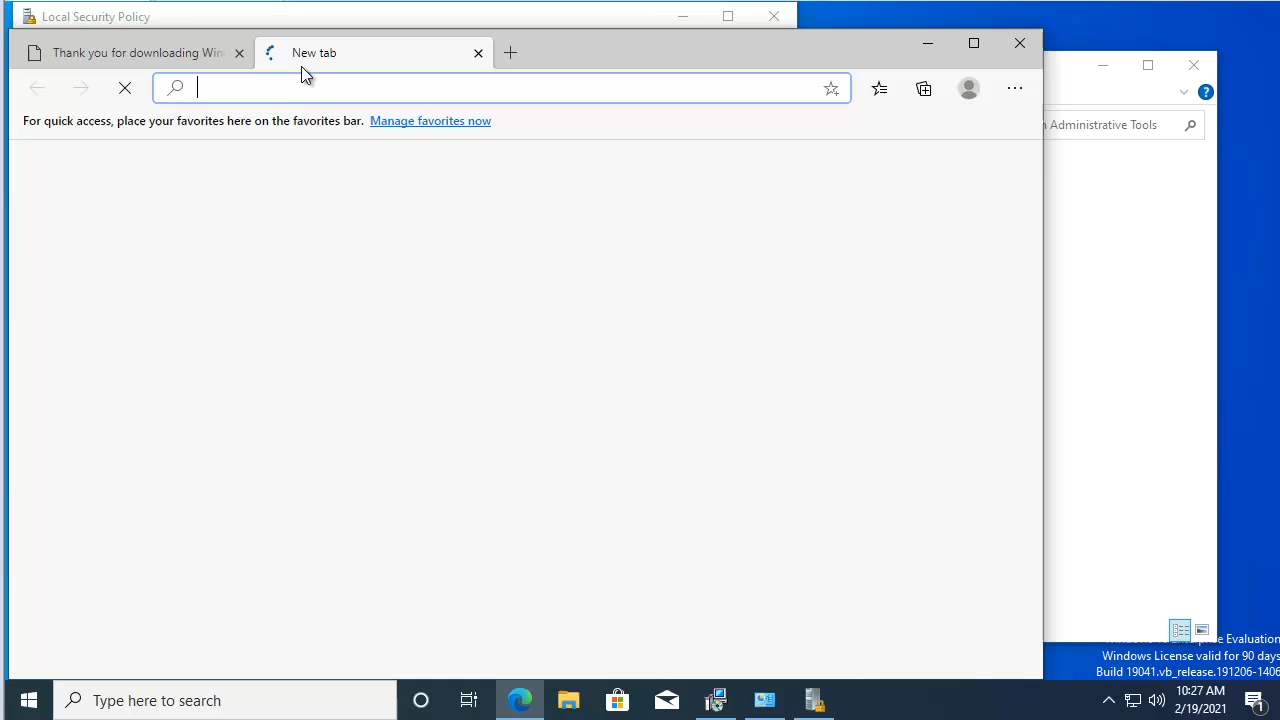 Local Security Policy
Thank you for downloading Win
New tab
For quick access, place your favorites here on the favorites bar. Manage favorites now
Administrative Tools
Evaluation
Windows License valid for 90 days
Build 19041.vb_release.191206-1406
Type here to search
10:27 AM
2/19/2021
1